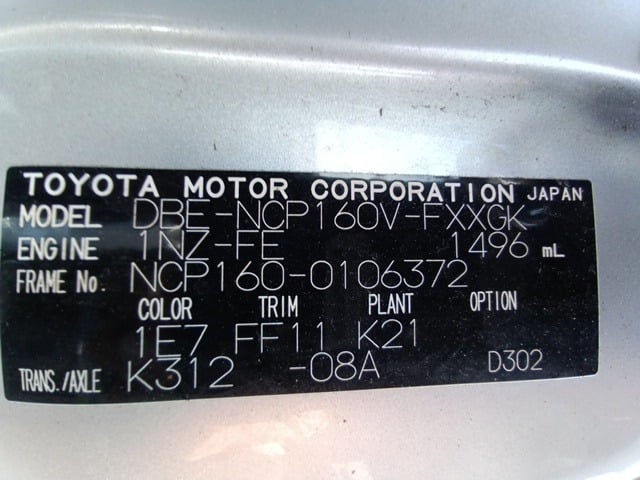 TOYOTA MOTOR CORPORATION JAPAN
MODEL DBE-NCP160V-FXXGK
ENGINE 1NZ-FE 1496 mL
FRAME No. NCP160-0106372
COLOR TRIM PLANT OPTION
1E7 FF11 K21
TRANS./AXLE K312 -08A D302